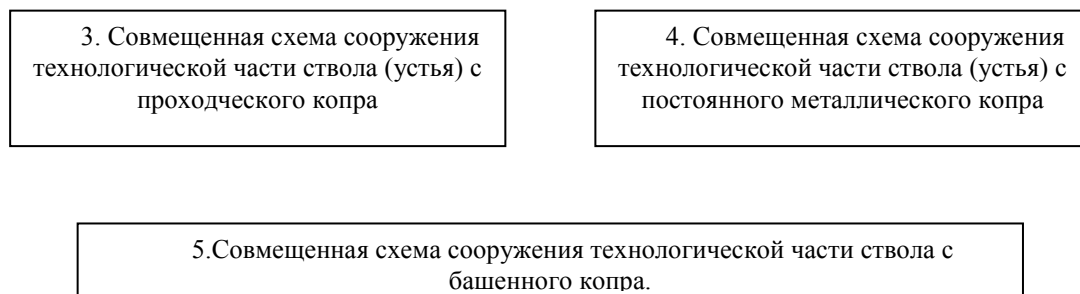 3. Совмещенная схема сооружения
технологической части ствола (устья) с
проходческого копра
4. Совмещенная схема сооружения
технологической части ствола (устья) с
постоянного металлического копра
5.Совмещенная схема сооружения технологической части ствола с
башенного копра.